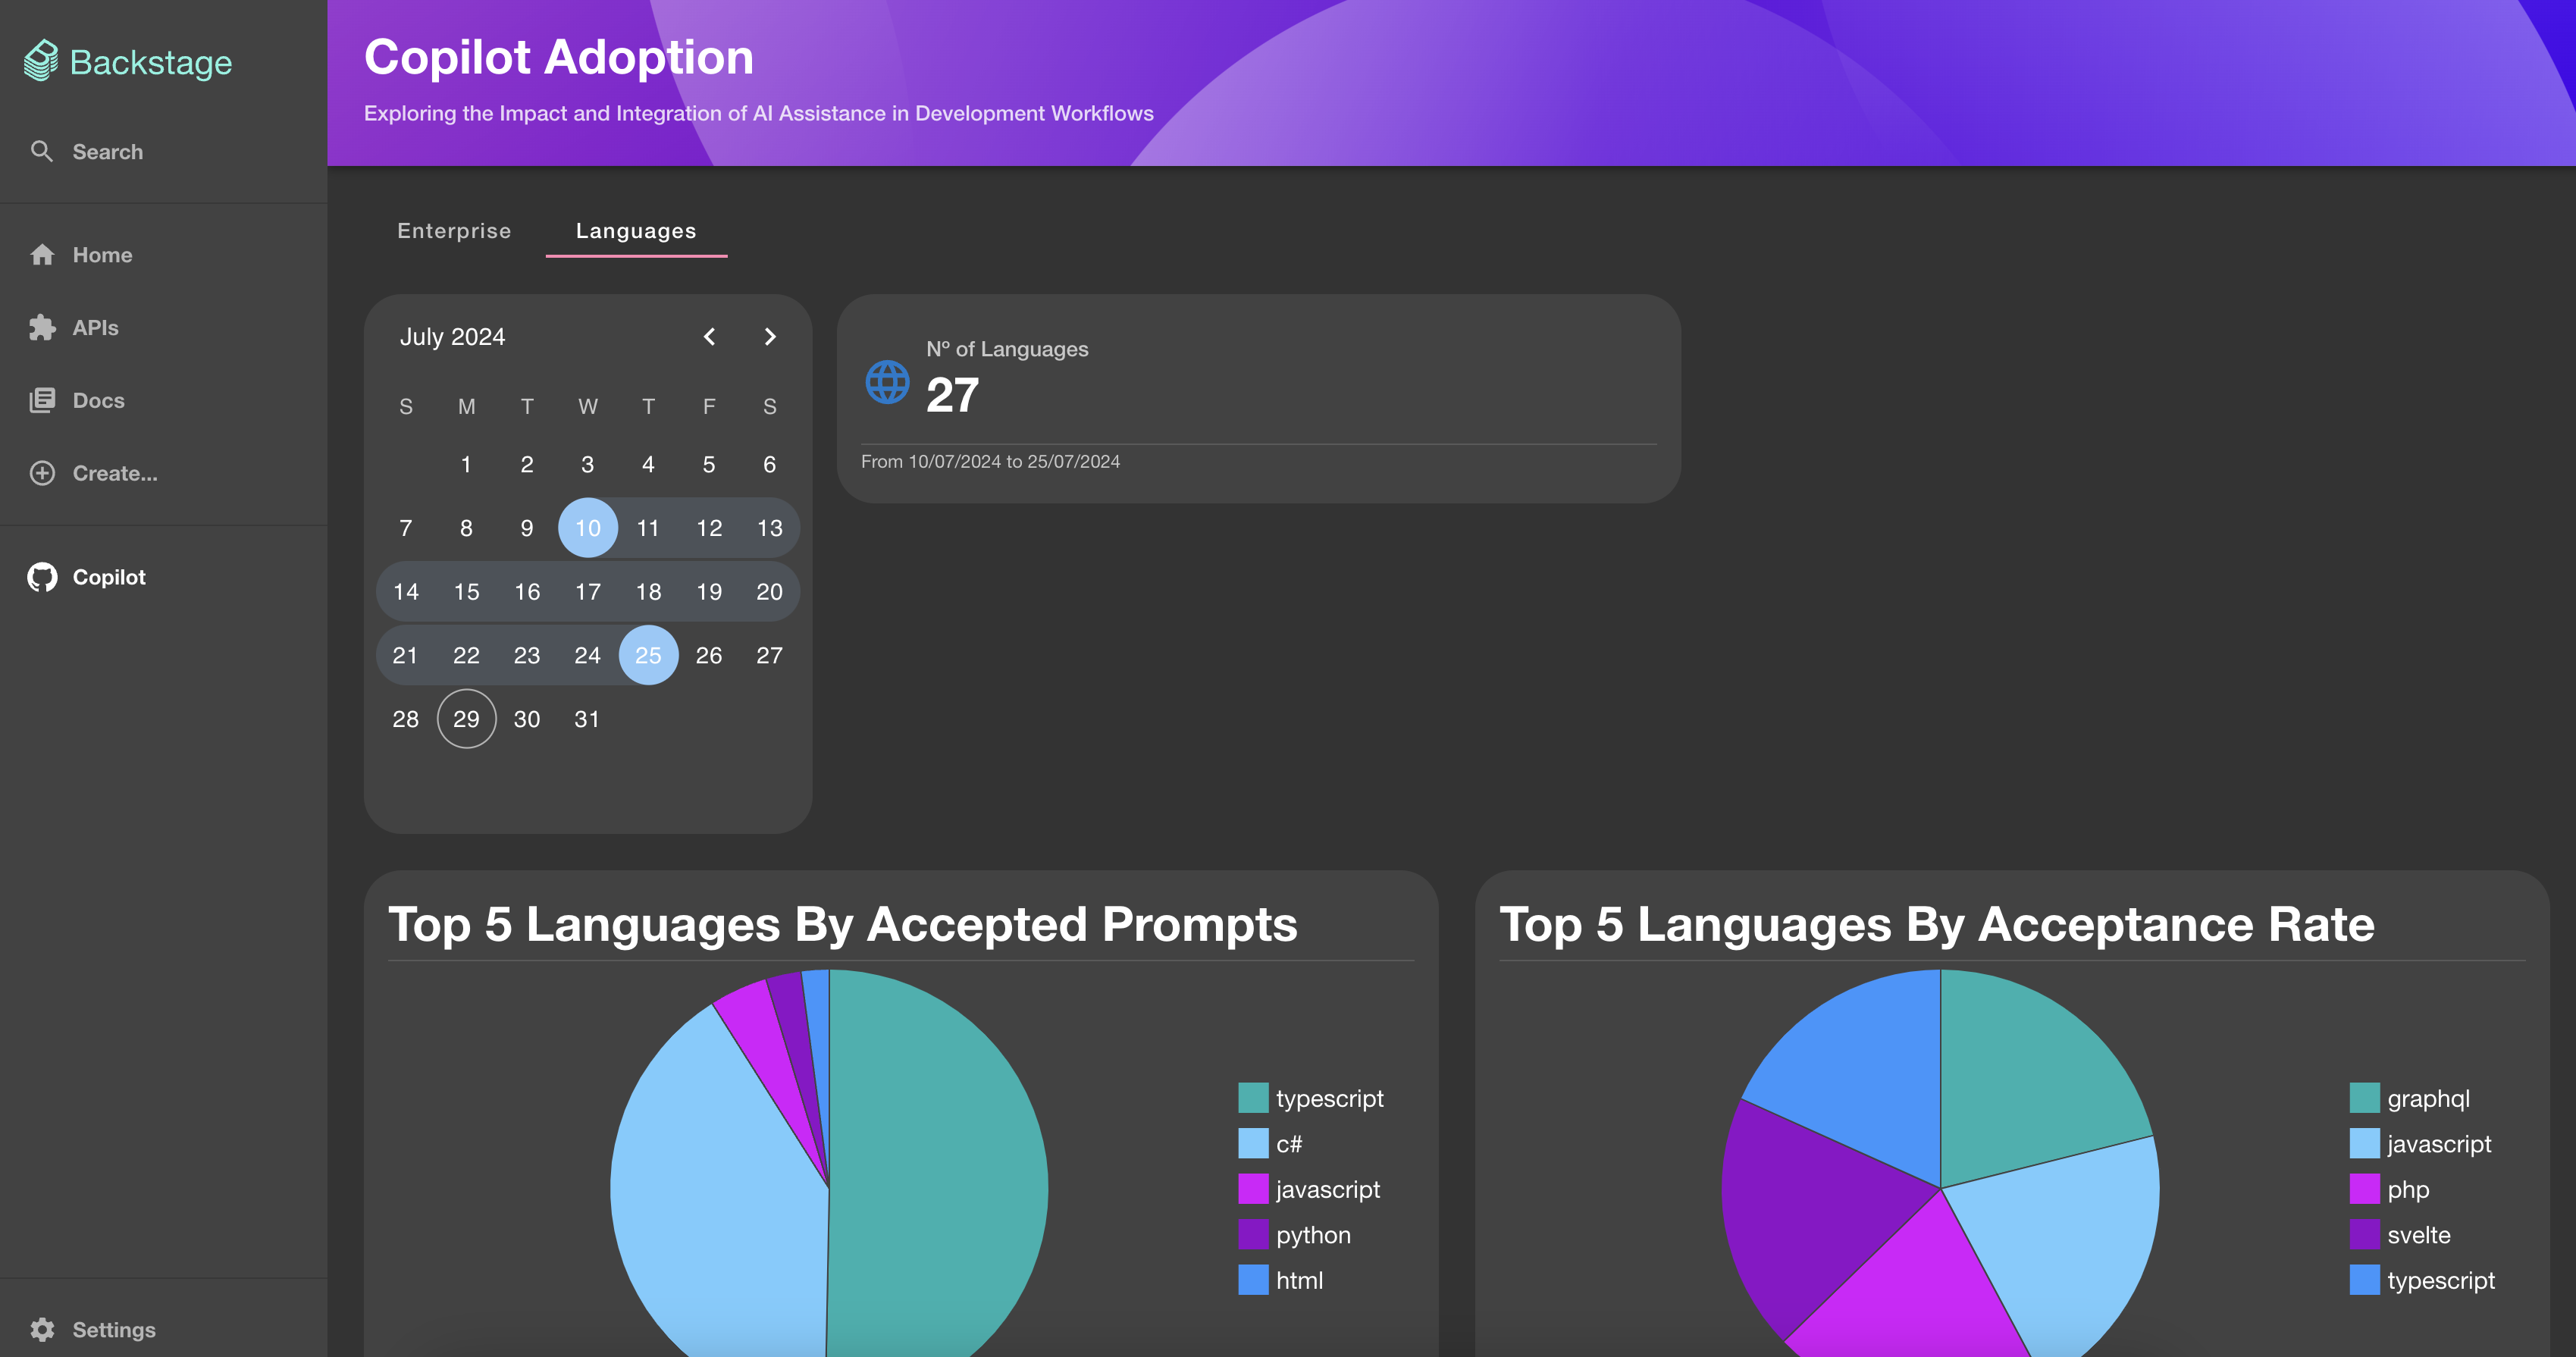 Backstage
Search
Home
APIs
Docs
Create...
Copilot
Settings
Copilot Adoption
Exploring the Impact and Integration of AI Assistance in Development Workflows
Enterprise Languages
July 2024
S M T W T F S
1 2 3 4 5 6
7 8 9 10 11 12 13
14 15 16 17 18 19 20
21 22 23 24 25 26 27
28 29 30 31
Nº of Languages
27
From 10/07/2024 to 25/07/2024
Top 5 Languages By Accepted Prompts
typescript
c#
javascript
python
html
Top 5 Languages By Acceptance Rate
graphql
javascript
php
svelte
typescript